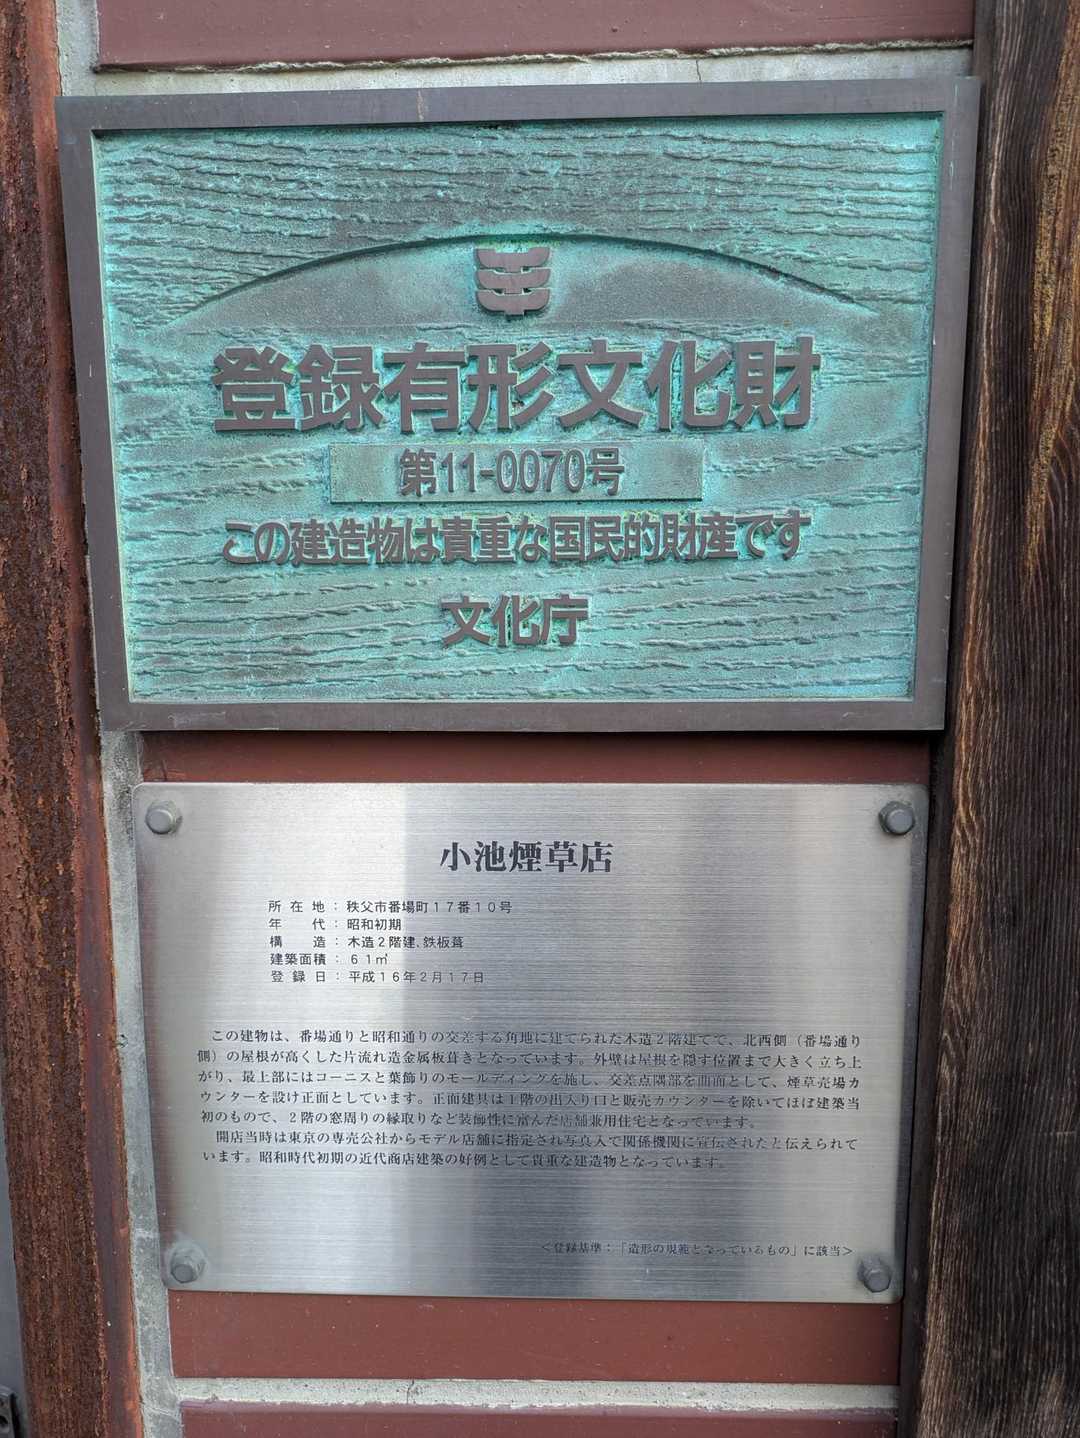 登録有形文化財
第11-0070号
この建造物は貴重な国民的財産です
文化庁
小池煙草店
所在地：秩父市番場町１７番１０号
年　代：昭和初期
構　造：木造２階建、鉄板葺
建築面積：６１㎡
登録日：平成１６年２月１７日
この建物は、番場通りと昭和通りの交差する角地に建てられた木造２階建てで、北西側（番場通り
側）の屋根が高くした片流れ造金属板葺きとなっています。外壁は屋根を隠す位置まで大きく立ち上
がり、最上部にはコーニスと葉飾りのモールディングを施し、交差点隅部を曲面として、煙草売場カ
ウンターを設け正面としています。正面建具は１階の出入り口と販売カウンターを除いてほぼ建築当
初のもので、２階の窓周りの縁取りなど装飾性に富んだ店舗兼用住宅となっています。
開店当時は東京の専売公社からモデル店舗に指定され写真入で関係機関に宣伝されたと伝えられて
います。昭和時代初期の近代商店建築の好例として貴重な建造物となっています。
＜登録基準：「造形の規範となっているもの」に該当＞